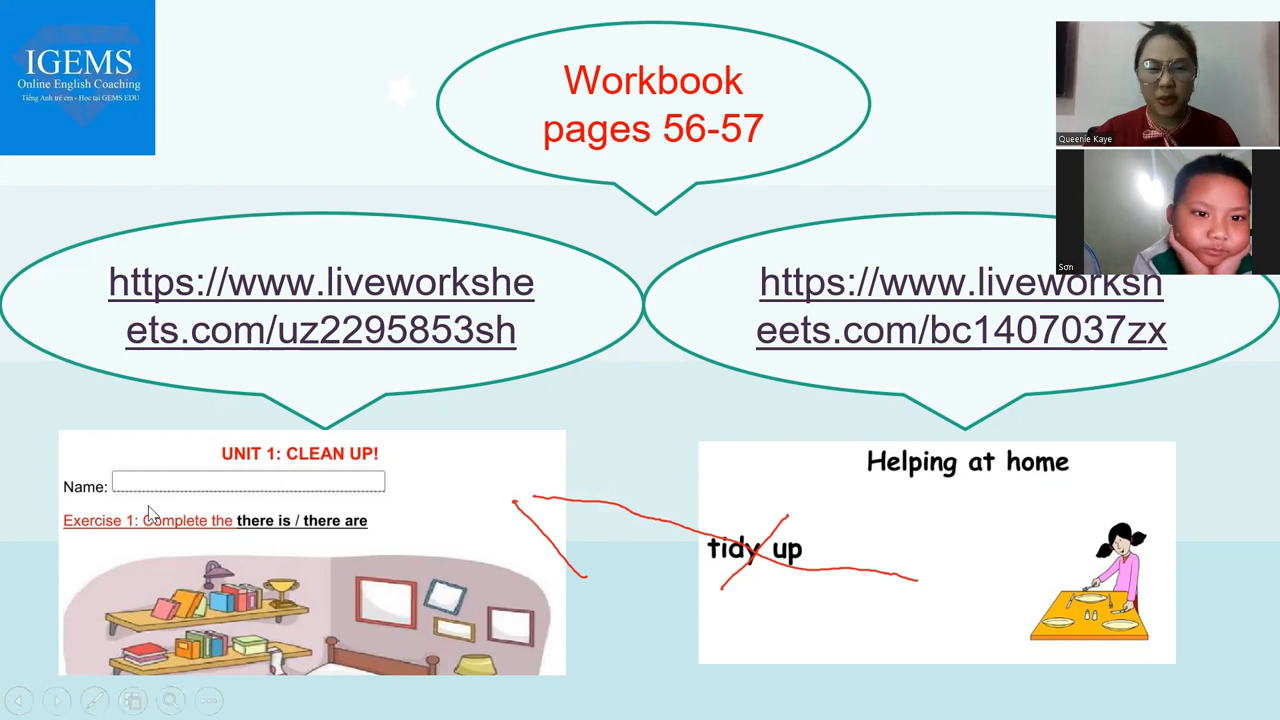 IGEMS
Online English Coaching
Tiếng Anh trẻ em - Học tại GEMS EDU
Workbook
pages 56-57
Queenie Kaye
Sơn
https://www.liveworkshe
ets.com/uz2295853sh
https://www.liveworksh
eets.com/bc1407037zx
UNIT 1: CLEAN UP!
Name:
Exercise 1: Complete the there is / there are
Helping at home
tidy up